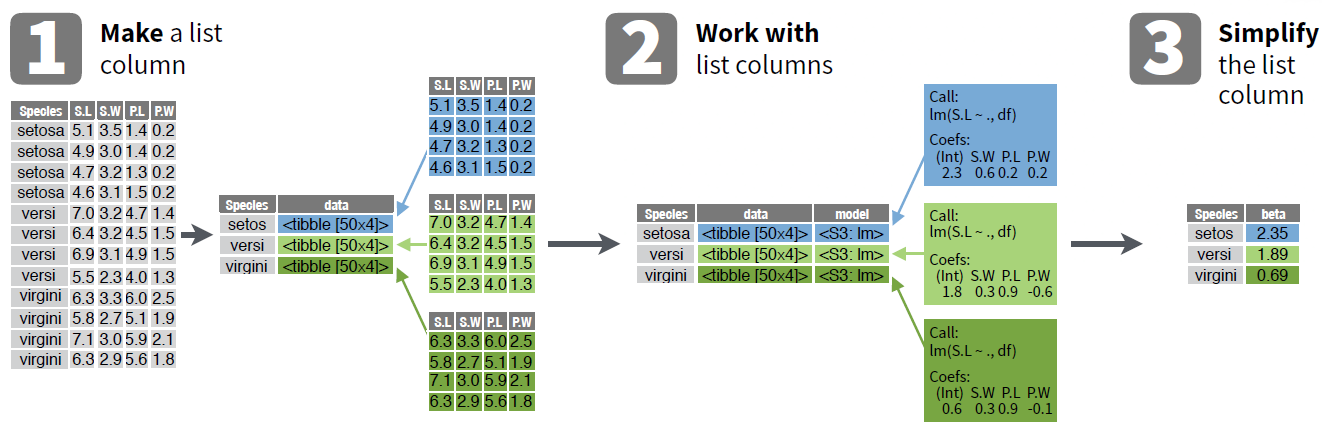 1 Make a list
column
Species S.L S.W P.L P.W
setosa 5.1 3.5 1.4 0.2
setosa 4.9 3.0 1.4 0.2
setosa 4.7 3.2 1.3 0.2
setosa 4.6 3.1 1.5 0.2
versi 7.0 3.2 4.7 1.4
versi 6.4 3.2 4.5 1.5
versi 6.9 3.1 4.9 1.5
versi 5.5 2.3 4.0 1.3
virgini 6.3 3.3 6.0 2.5
virgini 5.8 2.7 5.1 1.9
virgini 7.1 3.0 5.9 2.1
virgini 6.3 2.9 5.6 1.8
Species data
setos <tibble [50x4]>
versi <tibble [50x4]>
virgini <tibble [50x4]>
S.L S.W P.L P.W
5.1 3.5 1.4 0.2
4.9 3.0 1.4 0.2
4.7 3.2 1.3 0.2
4.6 3.1 1.5 0.2
S.L S.W P.L P.W
7.0 3.2 4.7 1.4
6.4 3.2 4.5 1.5
6.9 3.1 4.9 1.5
5.5 2.3 4.0 1.3
S.L S.W P.L P.W
6.3 3.3 6.0 2.5
5.8 2.7 5.1 1.9
7.1 3.0 5.9 2.1
6.3 2.9 5.6 1.8
2 Work with
list columns
Species data model
setosa <tibble [50x4]> <S3: lm>
versi <tibble [50x4]> <S3: lm>
virgini <tibble [50x4]> <S3: lm>
Call:
lm(S.L ~ ., df)
Coefs:
(Int) S.W P.L P.W
2.3 0.6 0.2 0.2
Call:
lm(S.L ~ ., df)
Coefs:
(Int) S.W P.L P.W
1.8 0.3 0.9 -0.6
Call:
lm(S.L ~ ., df)
Coefs:
(Int) S.W P.L P.W
0.6 0.3 0.9 -0.1
3 Simplify
the list
column
Species beta
setos 2.35
versi 1.89
virgini 0.69